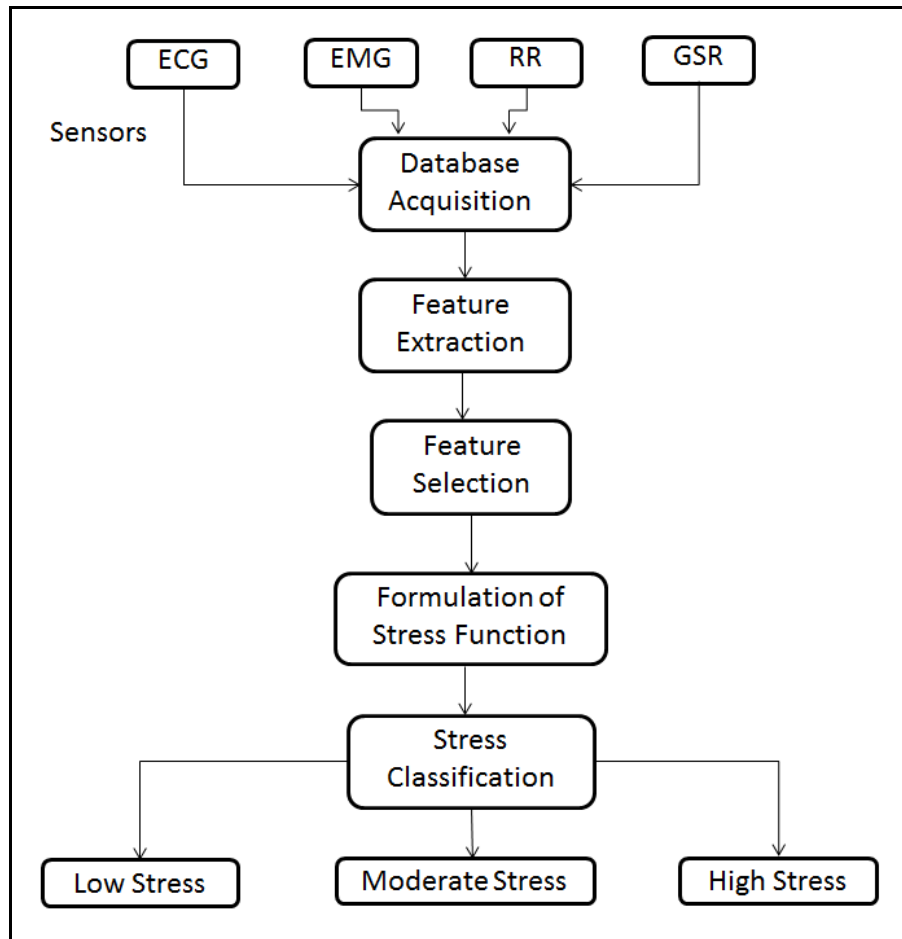 ECG
EMG
RR
GSR
Sensors
Database
Acquisition
Feature
Extraction
Feature
Selection
Formulation of
Stress Function
Stress
Classification
Low Stress
Moderate Stress
High Stress